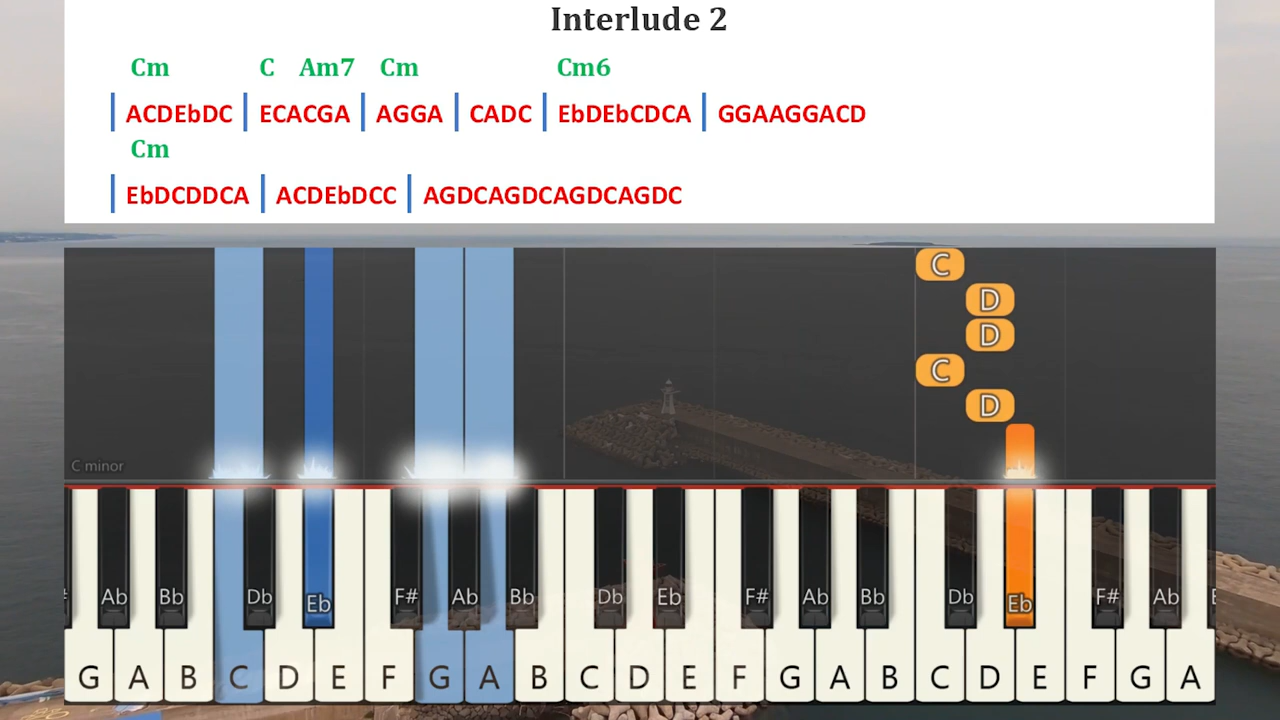 Interlude 2
Cm C Am7 Cm Cm6
| ACDEbDC | ECACGA | AGGA | CADC | EbDEbCDCA | GGAAGGACD
Cm
| EbDCDDCA | ACDEbDCC | AGDCAGDCAGDCAGDC
C
D
D
C
D
C minor
# Ab Bb Db Eb F# Ab Bb Db Eb F# Ab Bb Db Eb F# Ab
G A B C D E F G A B C D E F G A B C D E F G A